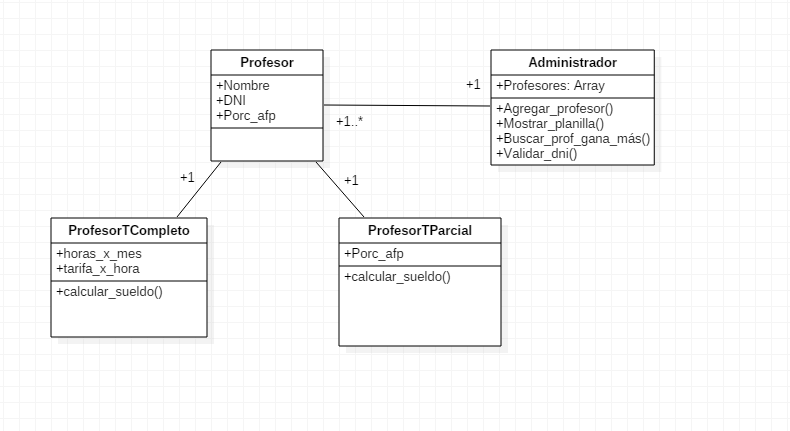 Profesor
+Nombre
+DNI
+Porc_afp
+1..*
+1
Administrador
+Profesores: Array
+Agregar_profesor()
+Mostrar_planilla()
+Buscar_prof_gana_más()
+Validar_dni()
+1
+1
ProfesorTCompleto
+horas_x_mes
+tarifa_x_hora
+calcular_sueldo()
ProfesorTParcial
+Porc_afp
+calcular_sueldo()